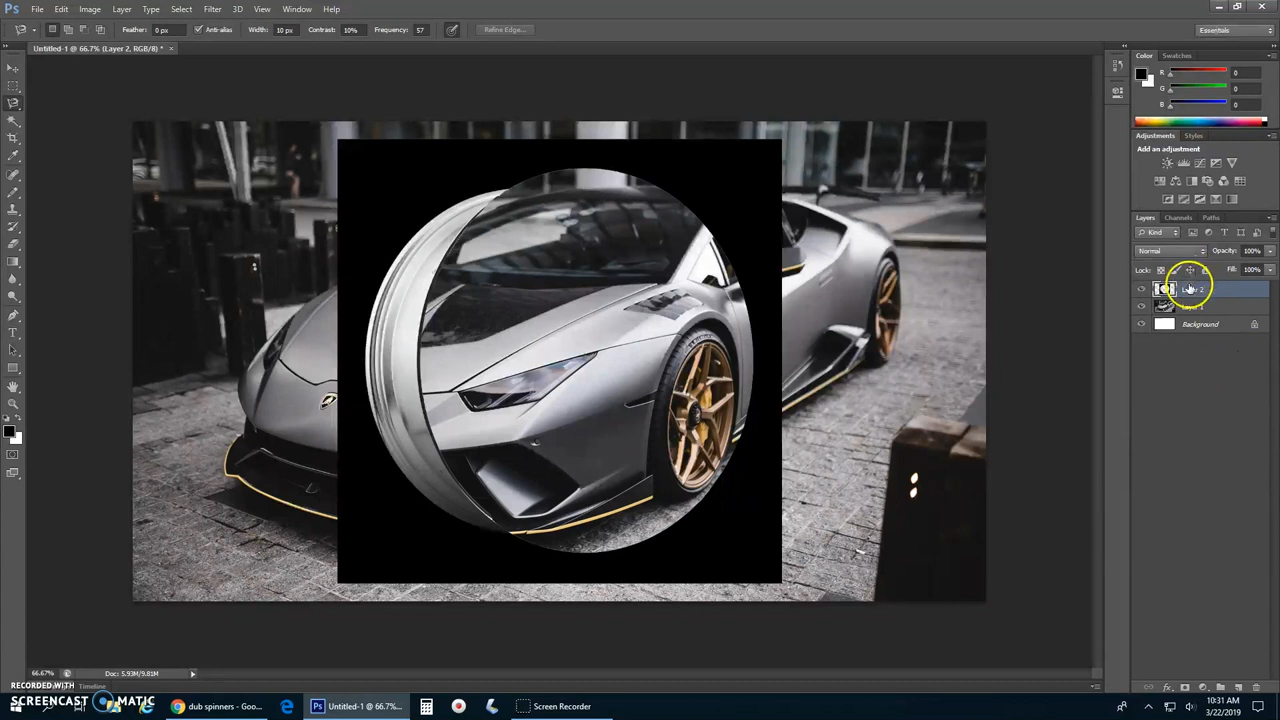 Ps File Edit Image Layer Type Select Filter 3D View Window Help
Feather: 0 px Anti-alias Width: 10 px Contrast: 10% Frequency: 57 Refine Edge... Essentials
Untitled-1 @ 66.7% (Layer 2, RGB/8) * ×
Color Swatches
R 0
G 0
B 0
Adjustments Styles
Add an adjustment
Layers Channels Paths
Kind
Normal Opacity: 100%
Lock: Fill: 100%
Layer 2
Layer 1
Background
66.67% Doc: 5.93M/9.81M
Timeline
RECORDED WITH
SCREENCAST MATIC
dub spinners - Goo... Untitled-1 @ 66.7%... Screen Recorder
10:31 AM
3/22/2019